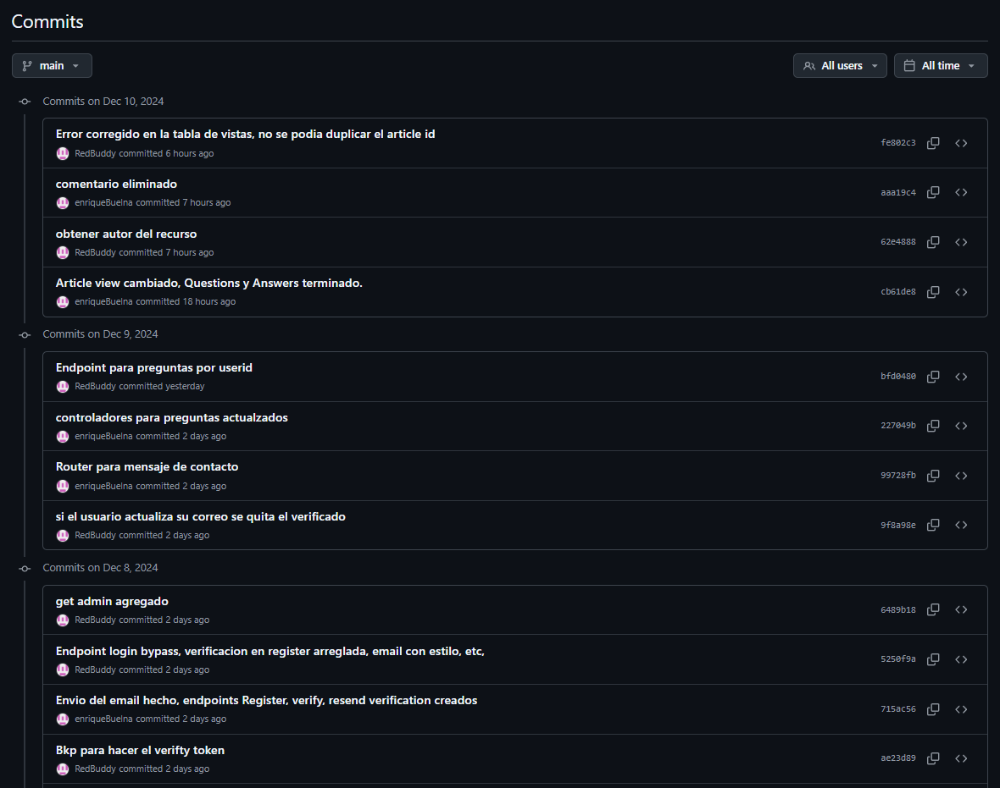 Commits
main
All users
All time
Commits on Dec 10, 2024
Error corregido en la tabla de vistas, no se podia duplicar el article id
RedBuddy committed 6 hours ago
fe802c3
comentario eliminado
enriqueBuelna committed 7 hours ago
aaa19c4
obtener autor del recurso
RedBuddy committed 7 hours ago
62e4888
Article view cambiado, Questions y Answers terminado.
enriqueBuelna committed 18 hours ago
cb61de8
Commits on Dec 9, 2024
Endpoint para preguntas por userid
RedBuddy committed yesterday
bfd0480
controladores para preguntas actualzados
enriqueBuelna committed 2 days ago
227049b
Router para mensaje de contacto
enriqueBuelna committed 2 days ago
99728fb
si el usuario actualiza su correo se quita el verificado
RedBuddy committed 2 days ago
9f8a98e
Commits on Dec 8, 2024
get admin agregado
RedBuddy committed 2 days ago
6489b18
Endpoint login bypass, verificacion en register arreglada, email con estilo, etc,
RedBuddy committed 2 days ago
5250f9a
Envio del email hecho, endpoints Register, verify, resend verification creados
enriqueBuelna committed 2 days ago
715ac56
Bkp para hacer el verifty token
RedBuddy committed 2 days ago
ae23d89